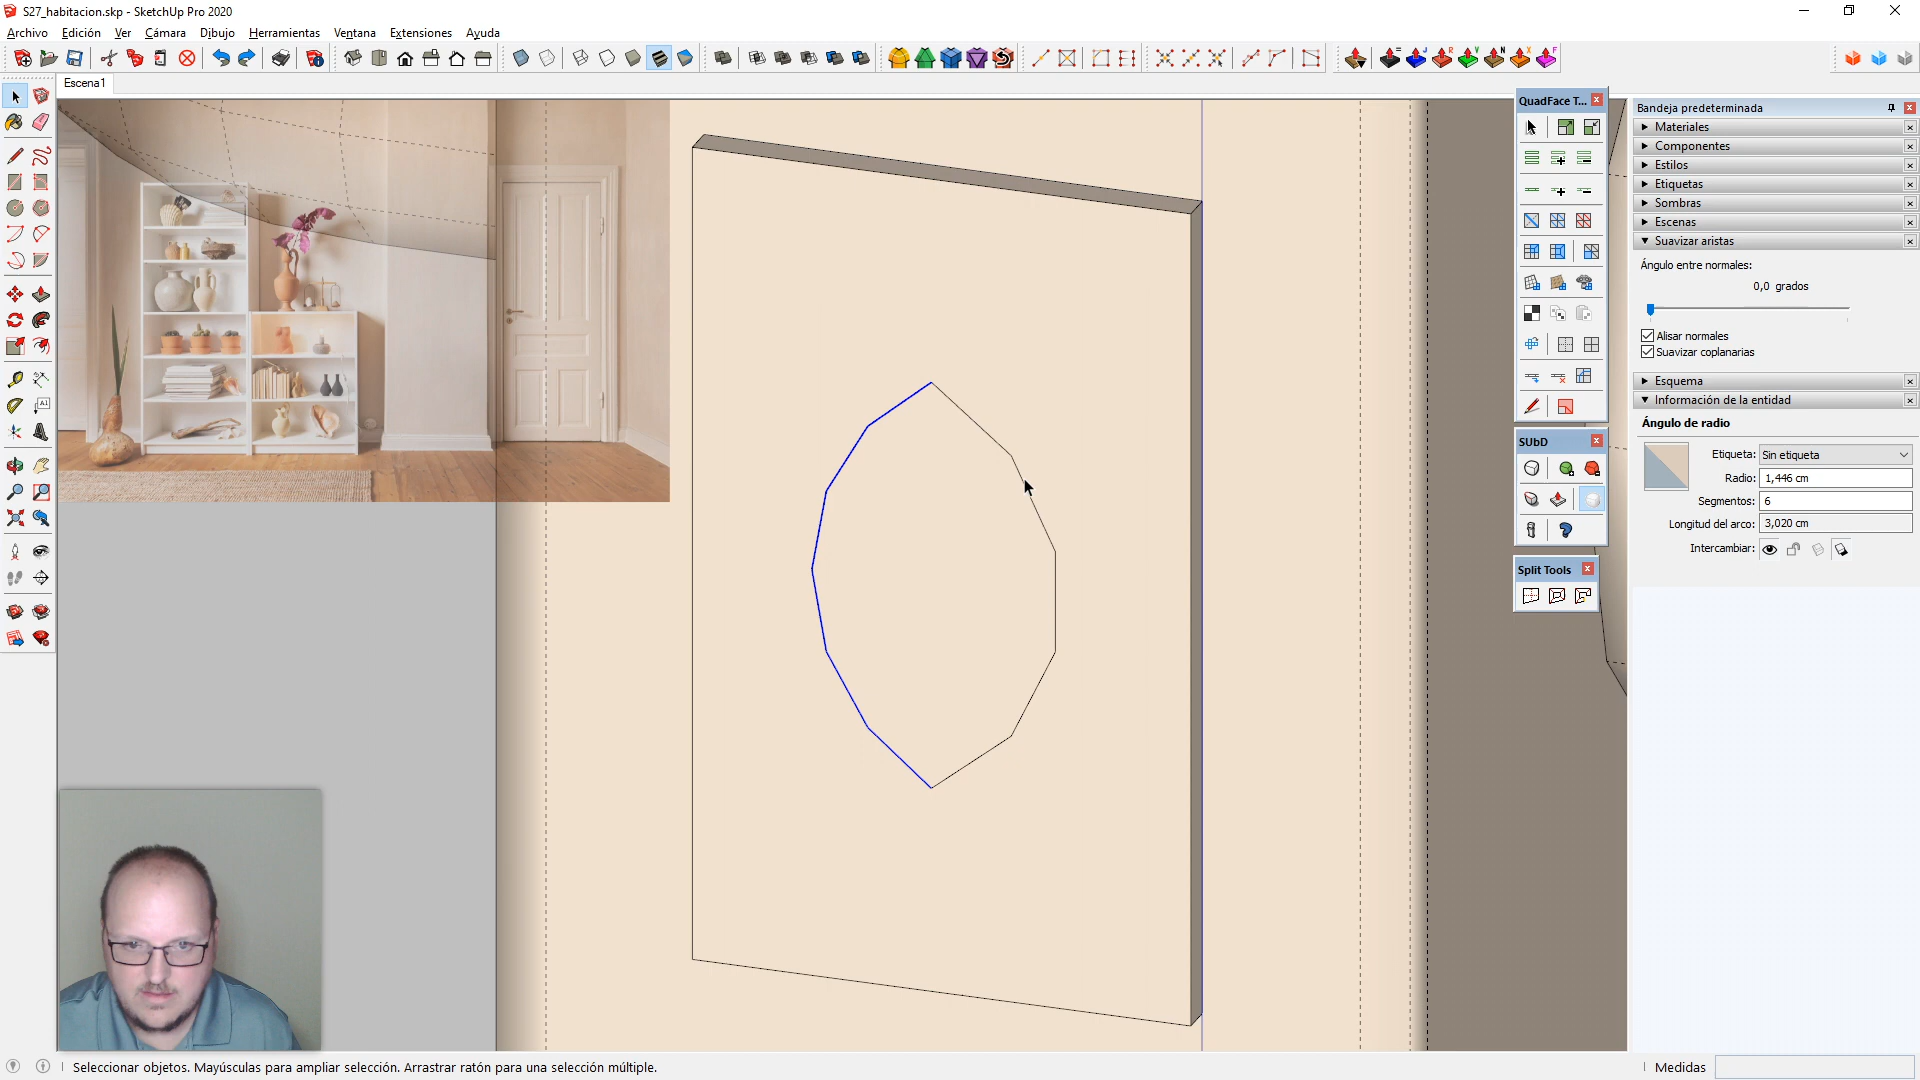 S27_habitacion.skp - SketchUp Pro 2020
Archivo Edición Ver Cámara Dibujo Herramientas Ventana Extensiones Ayuda
Escena1
QuadFace T...
SUbD
Split Tools
Bandeja predeterminada
Materiales
Componentes
Estilos
Etiquetas
Sombras
Escenas
Suavizar aristas
Ángulo entre normales:
0,0 grados
Alisar normales
Suavizar coplanarias
Esquema
Información de la entidad
Ángulo de radio
Etiqueta: Sin etiqueta
Radio: 1,446 cm
Segmentos: 6
Longitud del arco: 3,020 cm
Intercambiar:
Seleccionar objetos. Mayúsculas para ampliar selección. Arrastrar ratón para una selección múltiple.
Medidas